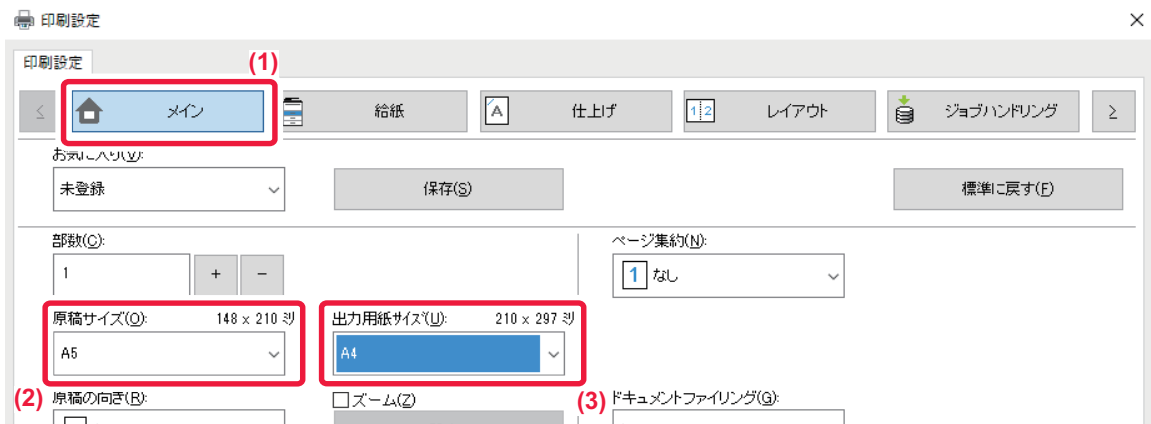 印刷設定
印刷設定
(1)
メイン 給紙 仕上げ レイアウト ジョブハンドリング
お気に入り(V):
未登録 保存(S) 標準に戻す(F)
部数(C): ページ集約(N):
1 + − 1 なし
原稿サイズ(O): 148 x 210 ミリ 出力用紙サイズ(U): 210 x 297 ミリ
A5 A4
(2) 原稿の向き(R): ズーム(Z) (3) ドキュメントファイリング(G):